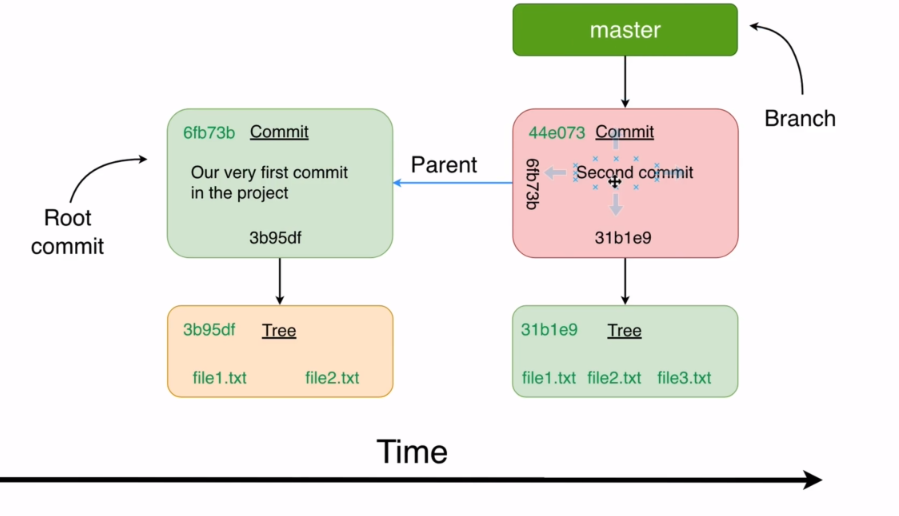 master
Branch
6fb73b Commit
Our very first commit
in the project
3b95df
Root
commit
Parent
44e073 Commit
6fb73b
Second commit
31b1e9
3b95df Tree
file1.txt file2.txt
31b1e9 Tree
file1.txt file2.txt file3.txt
Time